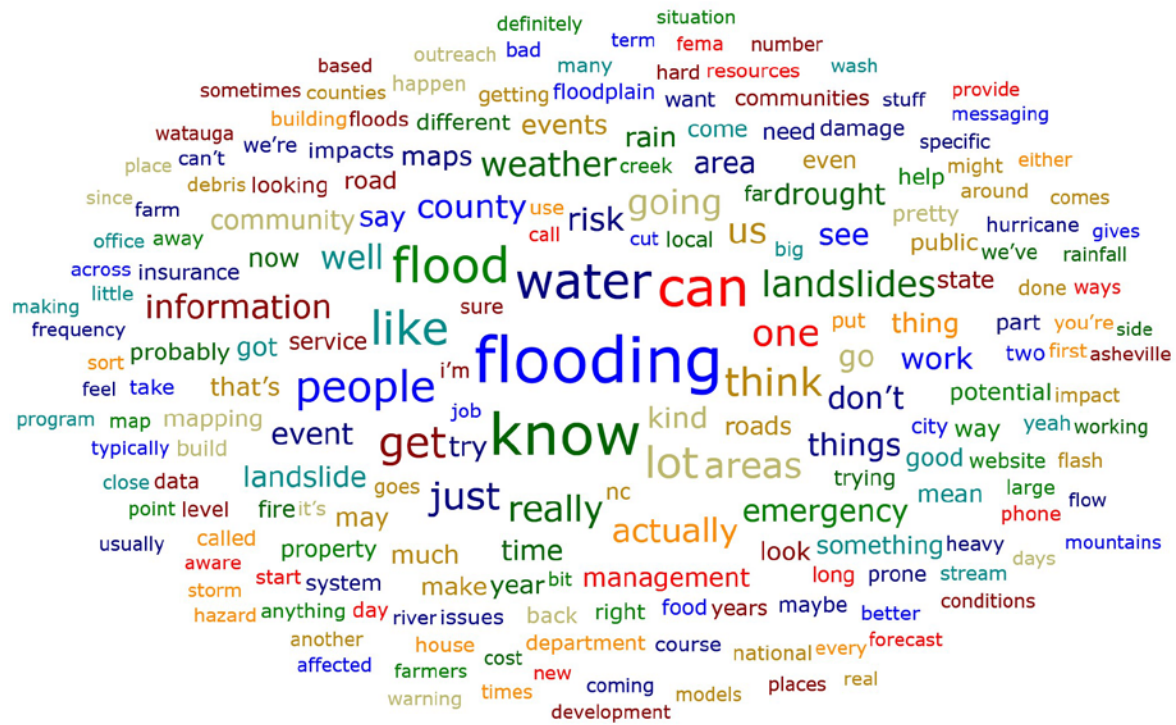 definitely situation
outreach bad term fema number
based many hard resources wash
sometimes counties happen getting floodplain want communities stuff provide
building floods different events rain come need damage messaging
watauga we're impacts maps weather creek area even specific
place can't might either
since debris looking road far drought help around comes
farm community say county use risk going us see pretty hurricane gives
office away call cut local big public we've rainfall
across insurance now well flood water can landslides state done ways
making little information like sure one put thing part you're side
frequency probably got service flooding go work two first asheville
sort feel take that's people i'm think don't potential impact
program map mapping job kind roads things city way yeah working
typically build event get try know lot areas good website flash
close data landslide goes just nc trying mean large flow
point level fire it's may really actually emergency phone
usually called property much time look something heavy days mountains
aware start system make year bit management long prone stream
storm conditions
hazard anything day river issues back right food years maybe better
another house department course national every forecast
affected farmers cost new coming models places real
warning times development